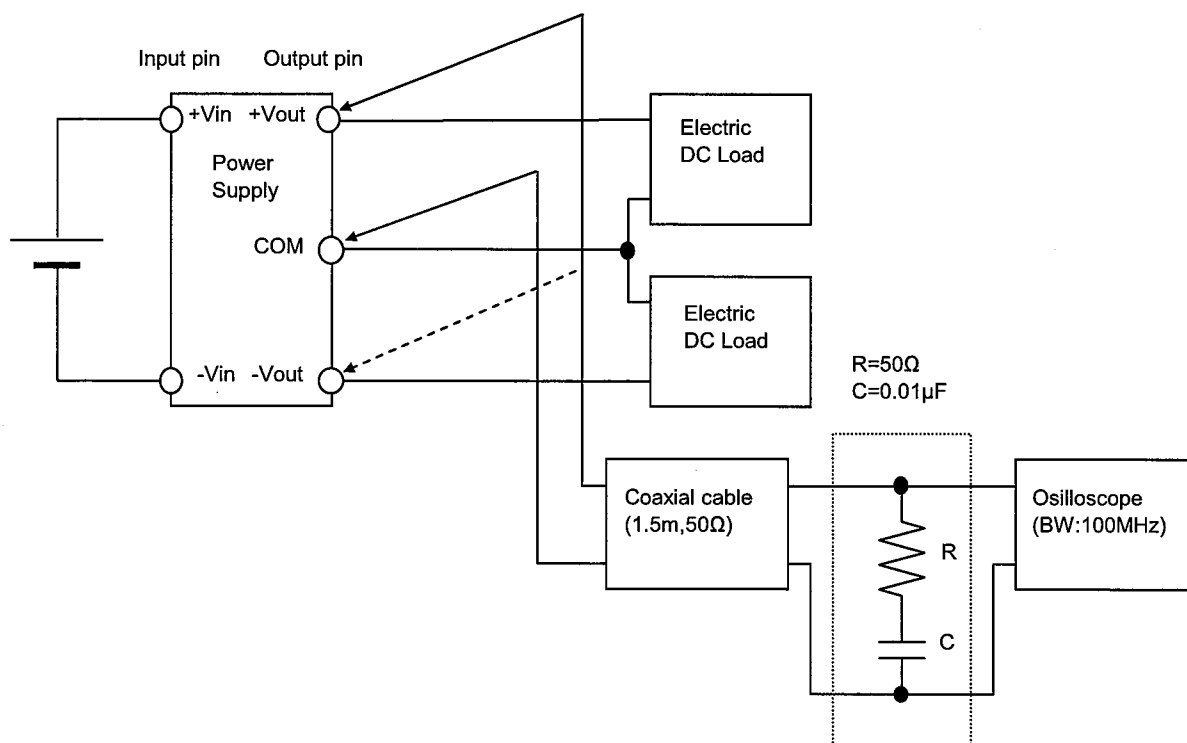 Input pin
Output pin
+Vin
+Vout
Power
Supply
COM
-Vin
-Vout
Electric
DC Load
Electric
DC Load
R=50Ω
C=0.01µF
Coaxial cable
(1.5m,50Ω)
R
C
Osilloscope
(BW:100MHz)